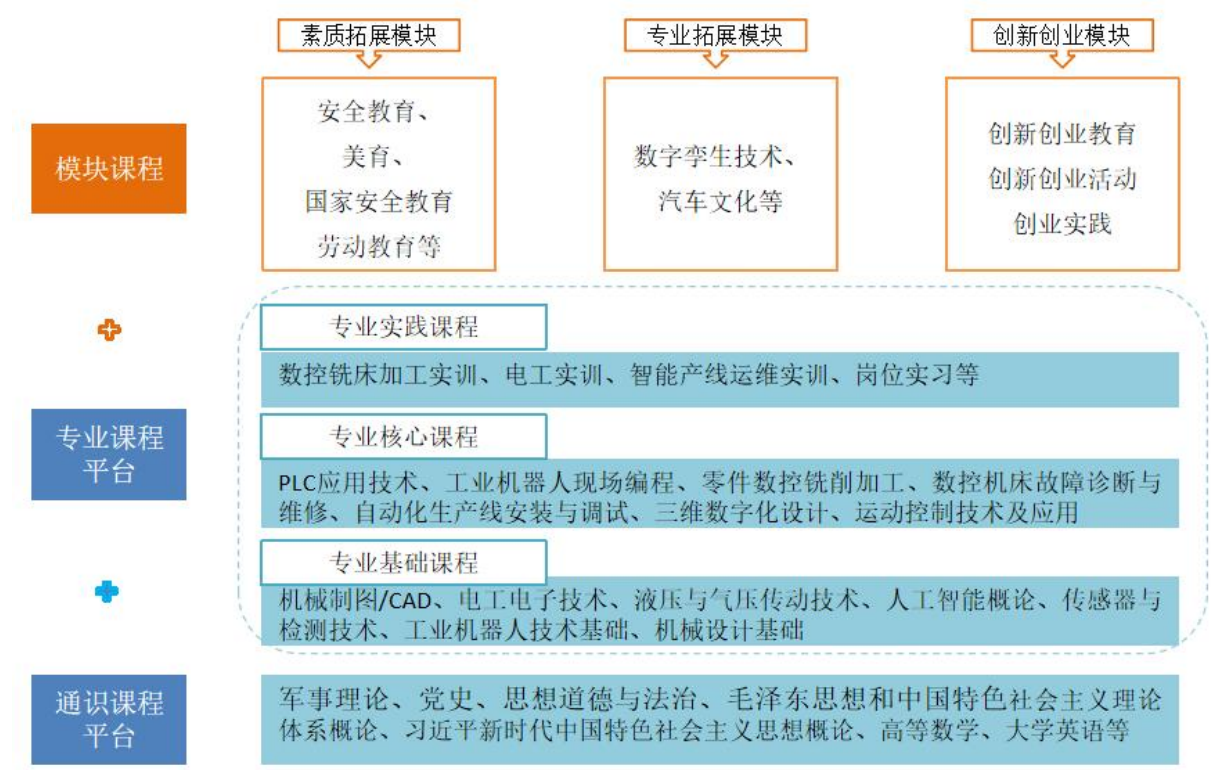 素质拓展模块
专业拓展模块
创新创业模块
模块课程
安全教育、
美育、
国家安全教育
劳动教育等
数字孪生技术、
汽车文化等
创新创业教育
创新创业活动
创业实践
专业课程
平台
专业实践课程
数控铣床加工实训、电工实训、智能产线运维实训、岗位实习等
专业核心课程
PLC应用技术、工业机器人现场编程、零件数控铣削加工、数控机床故障诊断与
维修、自动化生产线安装与调试、三维数字化设计、运动控制技术及应用
专业基础课程
机械制图/CAD、电工电子技术、液压与气压传动技术、人工智能概论、传感器与
检测技术、工业机器人技术基础、机械设计基础
通识课程
平台
军事理论、党史、思想道德与法治、毛泽东思想和中国特色社会主义理论
体系概论、习近平新时代中国特色社会主义思想概论、高等数学、大学英语等